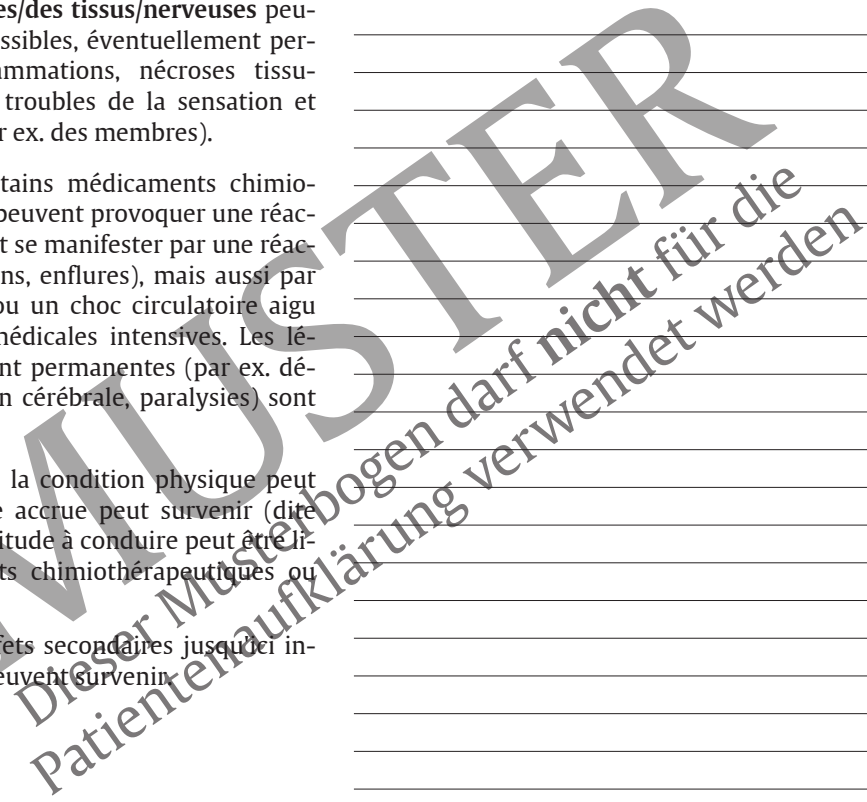 es/des tissus/nerveuses peu-
ssibles, éventuellement per-
ammations, nécroses tissu-
troubles de la sensation et
r ex. des membres).
tains médicaments chimio-
peuvent provoquer une réac-
t se manifester par une réac-
ns, enflures), mais aussi par
ou un choc circulatoire aigu
médicales intensives. Les lé-
nt permanentes (par ex. dé-
n cérébrale, paralysies) sont
la condition physique peut
e accrue peut survenir (dite
itude à conduire peut être li-
ts chimiothérapeutiques ou
fets secondaires jusqu'ici in-
euvent survenir.
MUSTER
Dieser Musterbogen darf nicht für die
Patientenaufklärung verwendet werden